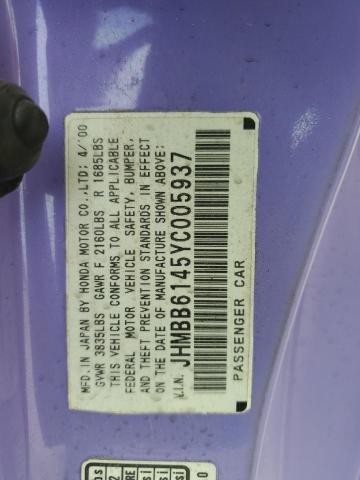 MFD. IN JAPAN BY HONDA MOTOR CO.,LTD; 4/'00
GVWR 3835LBS GAWR F 2160LBS R 1685LBS
THIS VEHICLE CONFORMS TO ALL APPLICABLE
FEDERAL MOTOR VEHICLE SAFETY, BUMPER,
AND THEFT PREVENTION STANDARDS IN EFFECT
ON THE DATE OF MANUFACTURE SHOWN ABOVE.
V.I.N. JHMBB6145YC005937
PASSENGER CAR